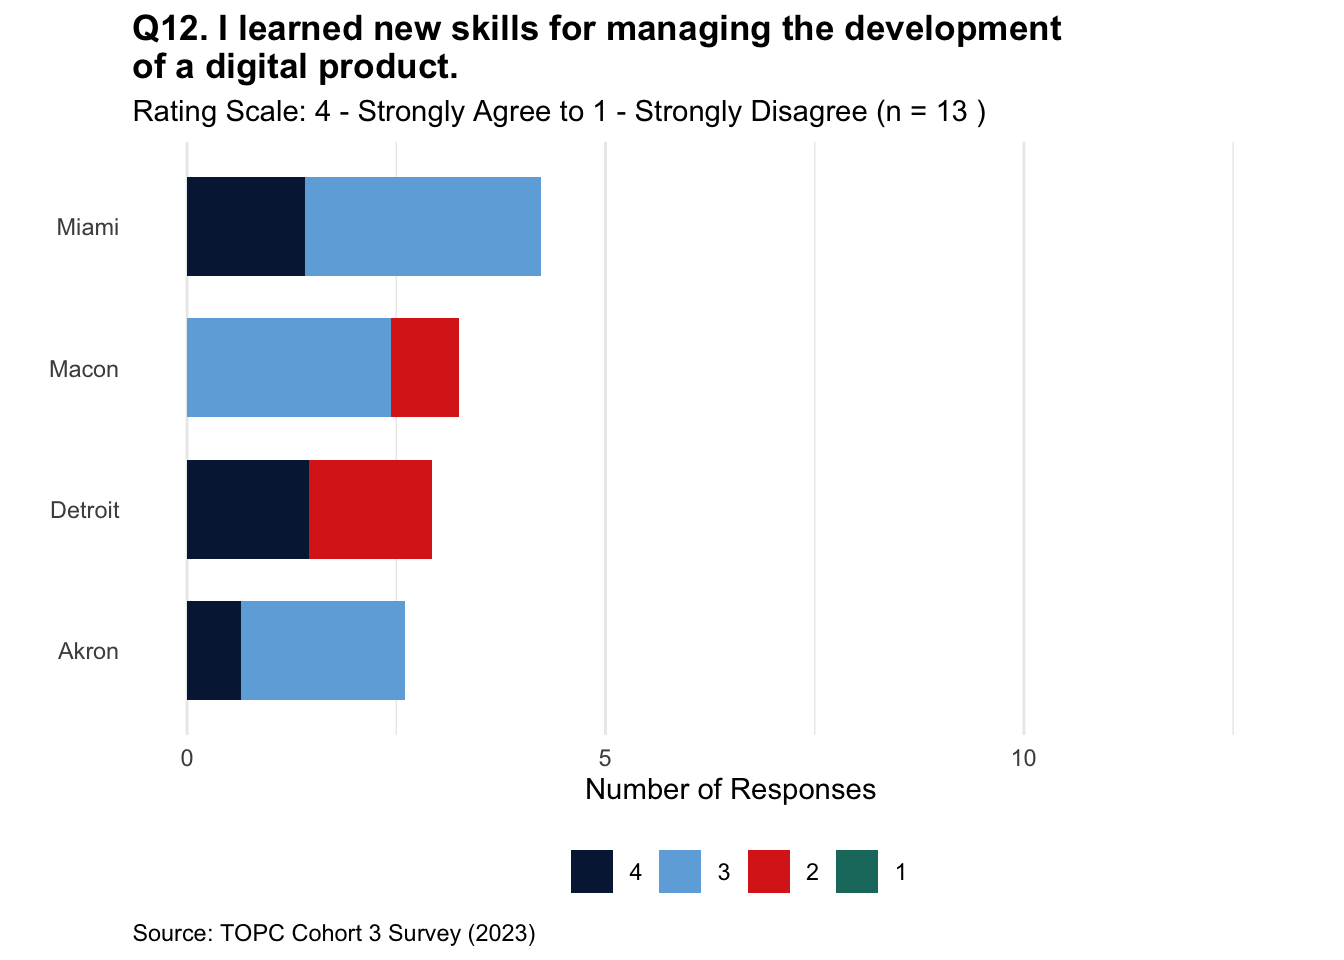 Q12. I learned new skills for managing the development
of a digital product.
Rating Scale: 4 - Strongly Agree to 1 - Strongly Disagree (n = 13 )
Miami
Macon
Detroit
Akron
0 5 10
Number of Responses
4 3 2 1
Source: TOPC Cohort 3 Survey (2023)